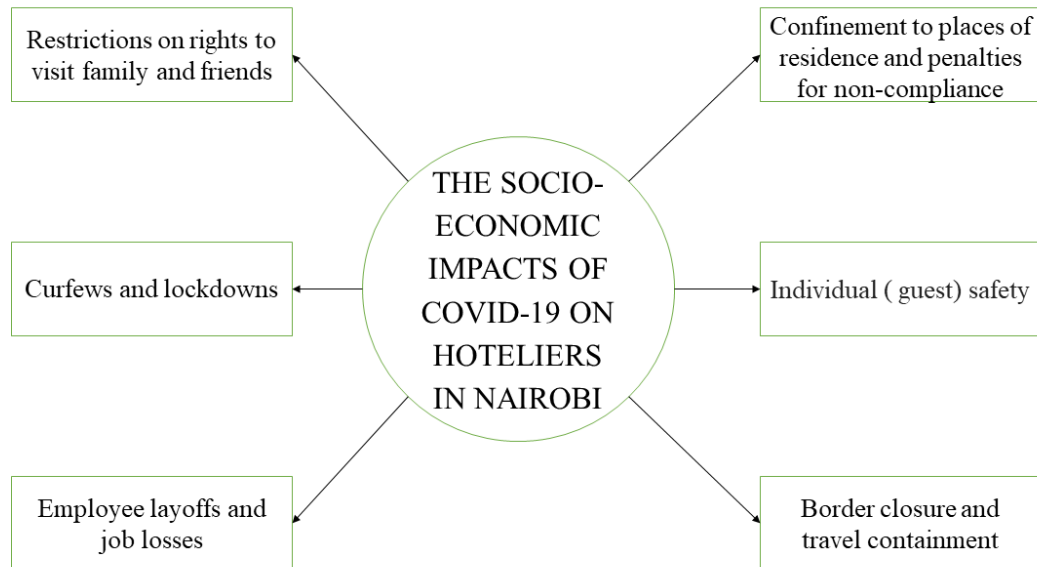 Restrictions on rights to
visit family and friends
Confinement to places of
residence and penalties
for non-compliance
THE SOCIO-
ECONOMIC
IMPACTS OF
COVID-19 ON
HOTELIERS
IN NAIROBI
Curfews and lockdowns
Individual ( guest) safety
Employee layoffs and
job losses
Border closure and
travel containment